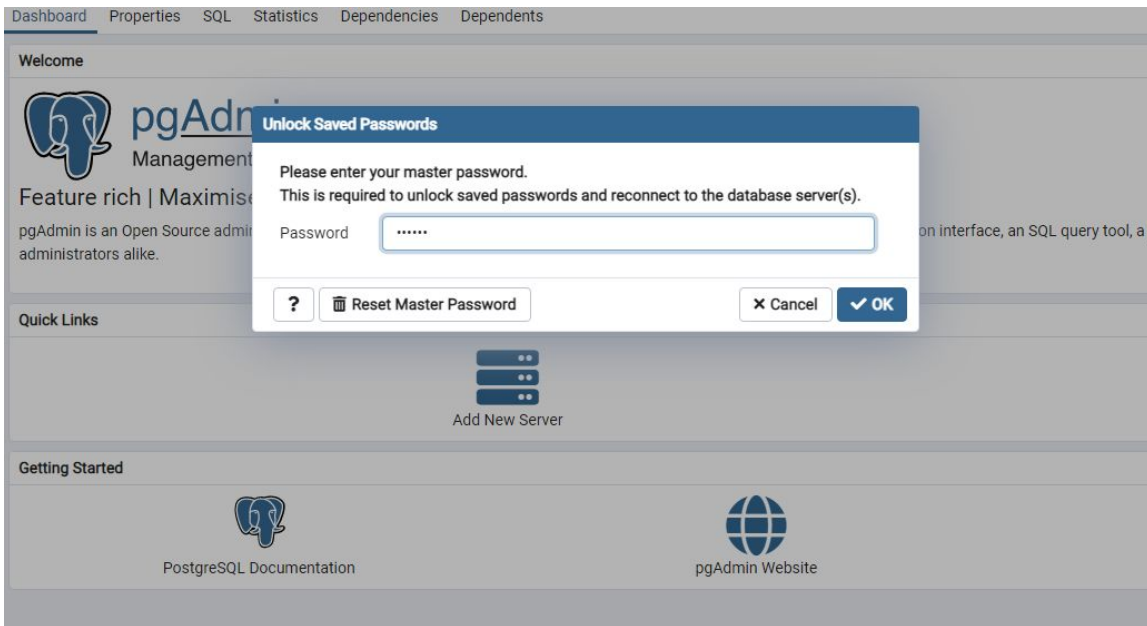 Dashboard Properties SQL Statistics Dependencies Dependents
Welcome
pgAdm
Management
Feature rich | Maximise
pgAdmin is an Open Source admi
on interface, an SQL query tool, a
administrators alike.
Unlock Saved Passwords
Please enter your master password.
This is required to unlock saved passwords and reconnect to the database server(s).
Password ••••••
? Reset Master Password Cancel OK
Quick Links
Add New Server
Getting Started
PostgreSQL Documentation pgAdmin Website